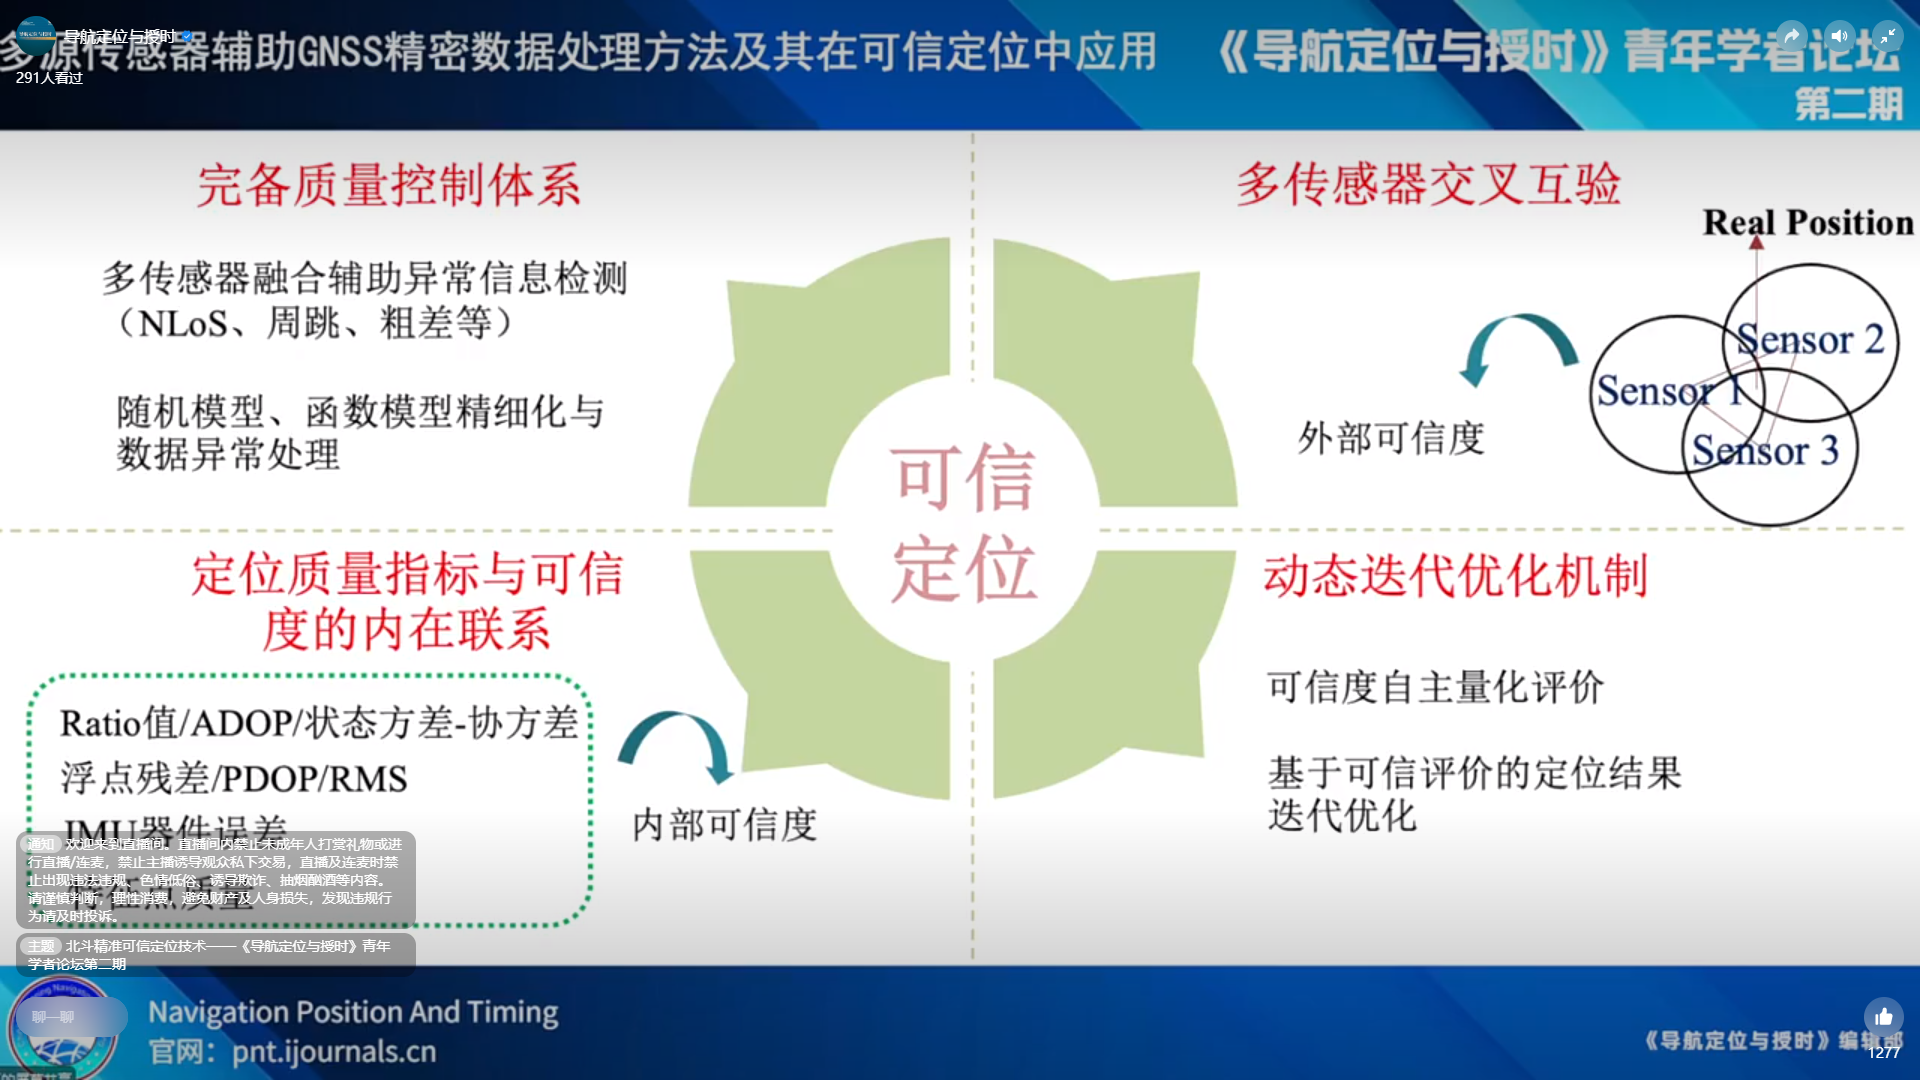 导航定位与授时
多源传感器辅助GNSS精密数据处理方法及其在可信定位中应用
291人看过
《导航定位与授时》青年学者论坛
第二期
完备质量控制体系
多传感器融合辅助异常信息检测
（NLoS、周跳、粗差等）
随机模型、函数模型精细化与
数据异常处理
多传感器交叉互验
Real Position
Sensor 2
Sensor 1
Sensor 3
外部可信度
可信
定位
定位质量指标与可信
度的内在联系
Ratio值/ADOP/状态方差-协方差
浮点残差/PDOP/RMS
IMU器件误差
特征点质量
内部可信度
动态迭代优化机制
可信度自主量化评价
基于可信评价的定位结果
迭代优化
通知 欢迎来到直播间。直播间内禁止未成年人打赏礼物或进
行直播/连麦，禁止主播诱导观众私下交易，直播及连麦时禁
止出现违法违规、色情低俗、诱导欺诈、抽烟酗酒等内容。
请谨慎判断，理性消费，避免财产及人身损失，发现违规行
为请及时投诉。
主题 北斗精准可信定位技术——《导航定位与授时》青年
学者论坛第二期
聊一聊
Navigation Position And Timing
官网：pnt.ijournals.cn
《导航定位与授时》编辑部
1277